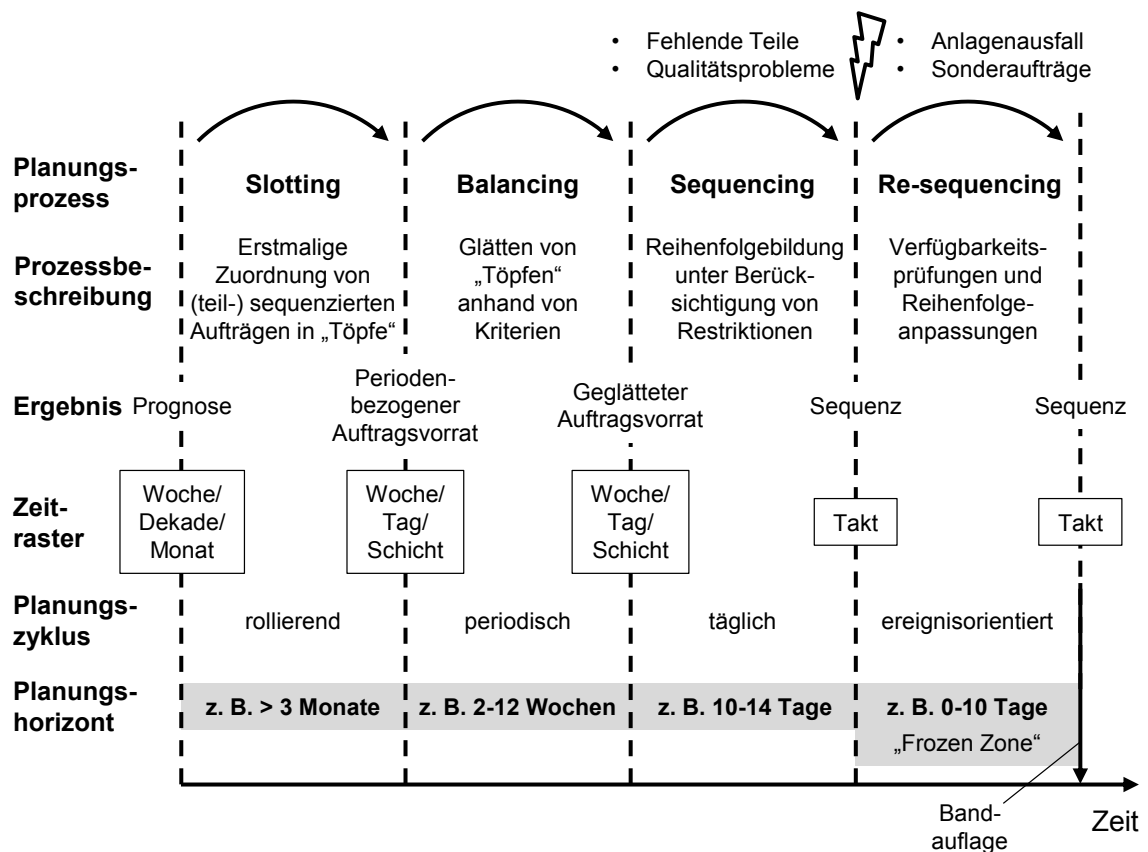 • Fehlende Teile
• Qualitätsprobleme
• Anlagenausfall
• Sonderaufträge
Planungs-
prozess
Slotting
Balancing
Sequencing
Re-sequencing
Prozessbe-
schreibung
Erstmalige
Zuordnung von
(teil-) sequenzierten
Aufträgen in „Töpfe“
Glätten von
„Töpfen“
anhand von
Kriterien
Reihenfolgebildung
unter Berück-
sichtigung von
Restriktionen
Verfügbarkeits-
prüfungen und
Reihenfolge-
anpassungen
Ergebnis
Prognose
Perioden-
bezogener
Auftragsvorrat
Geglätteter
Auftragsvorrat
Sequenz
Sequenz
Zeit-
raster
Woche/
Dekade/
Monat
Woche/
Tag/
Schicht
Woche/
Tag/
Schicht
Takt
Takt
Planungs-
zyklus
rollierend
periodisch
täglich
ereignisorientiert
Planungs-
horizont
z. B. > 3 Monate
z. B. 2-12 Wochen
z. B. 10-14 Tage
z. B. 0-10 Tage
„Frozen Zone“
Band-
auflage
Zeit